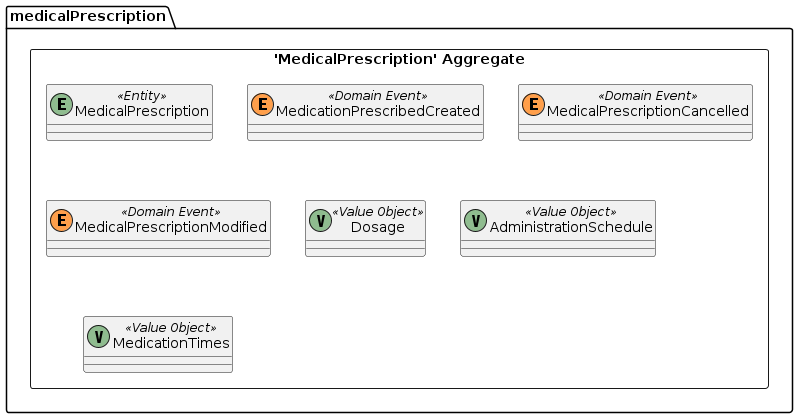 medicalPrescription
'MedicalPrescription' Aggregate
E «Entity»
MedicalPrescription
E «Domain Event»
MedicationPrescribedCreated
E «Domain Event»
MedicalPrescriptionCancelled
E «Domain Event»
MedicalPrescriptionModified
V «Value Object»
Dosage
V «Value Object»
AdministrationSchedule
V «Value Object»
MedicationTimes